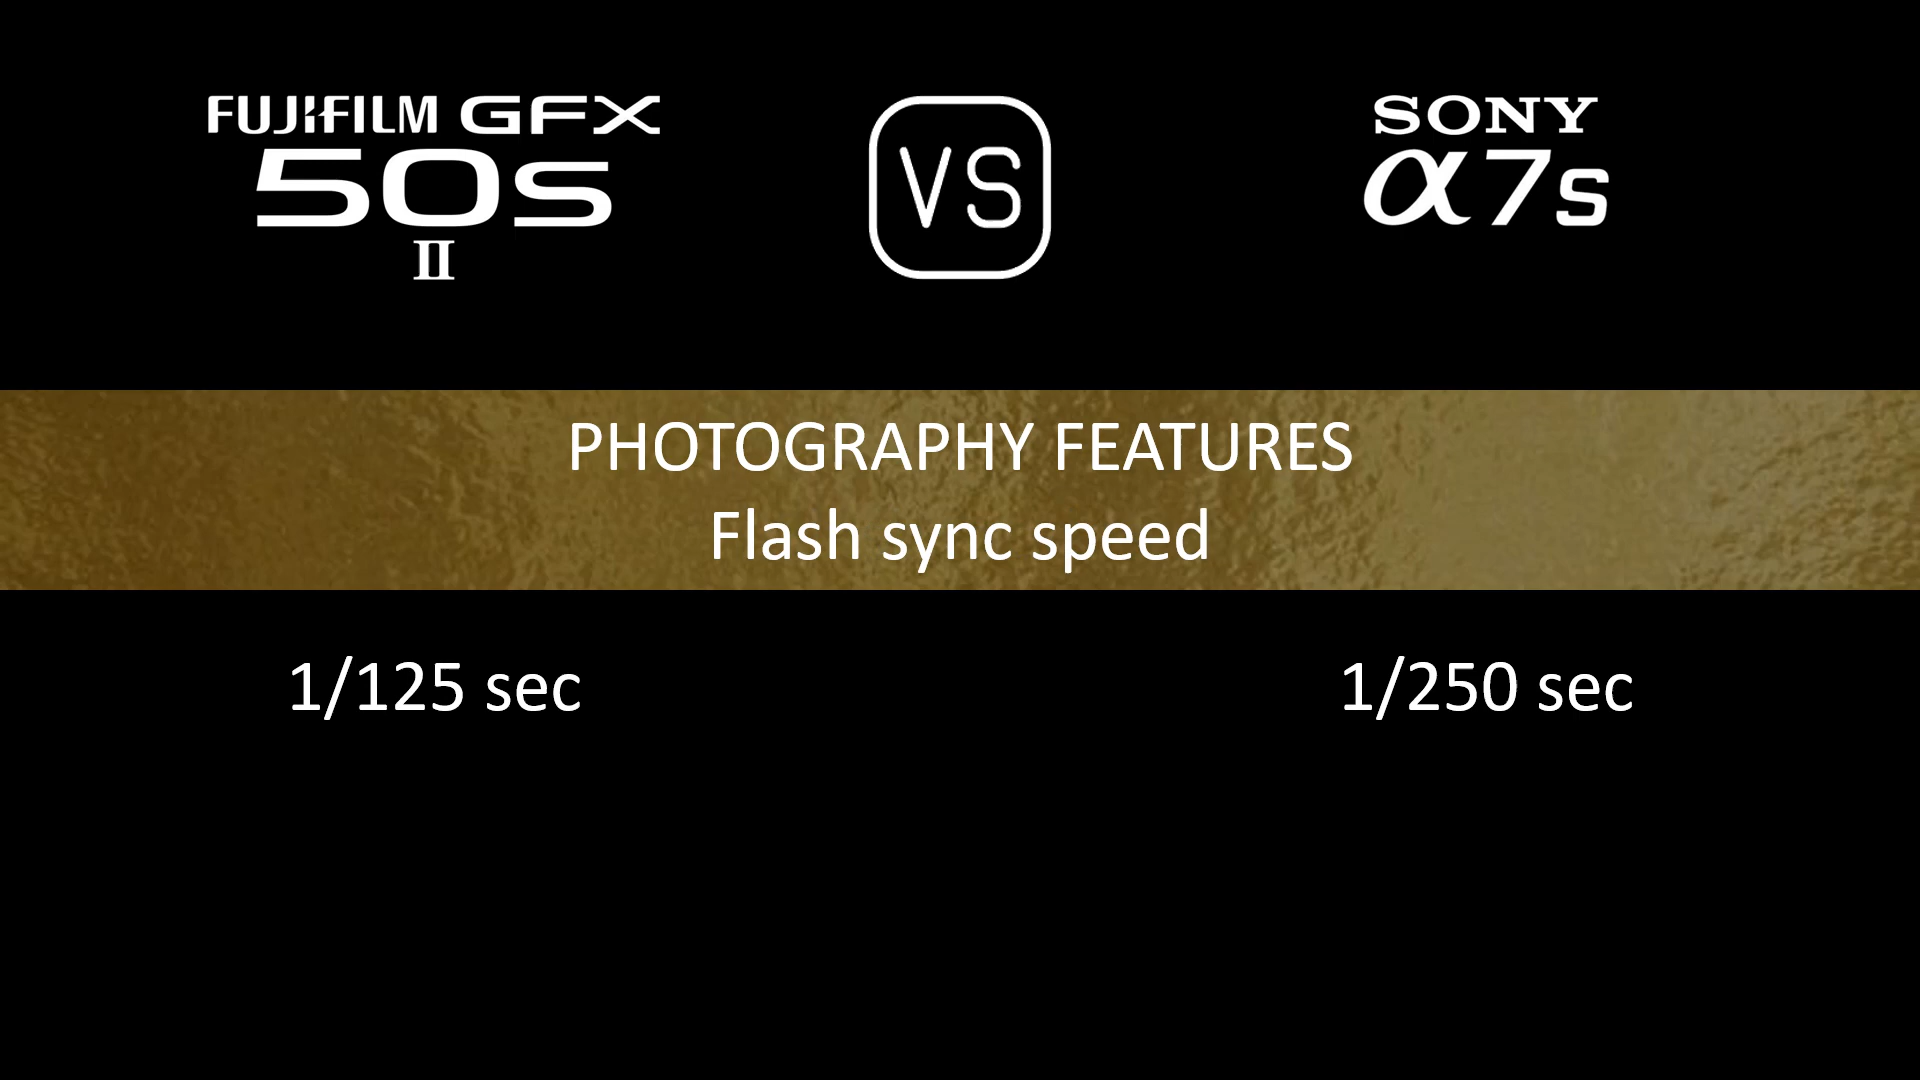 FUJIFILM GFX
50S
II
VS
SONY
α7s
PHOTOGRAPHY FEATURES
Flash sync speed
1/125 sec
1/250 sec